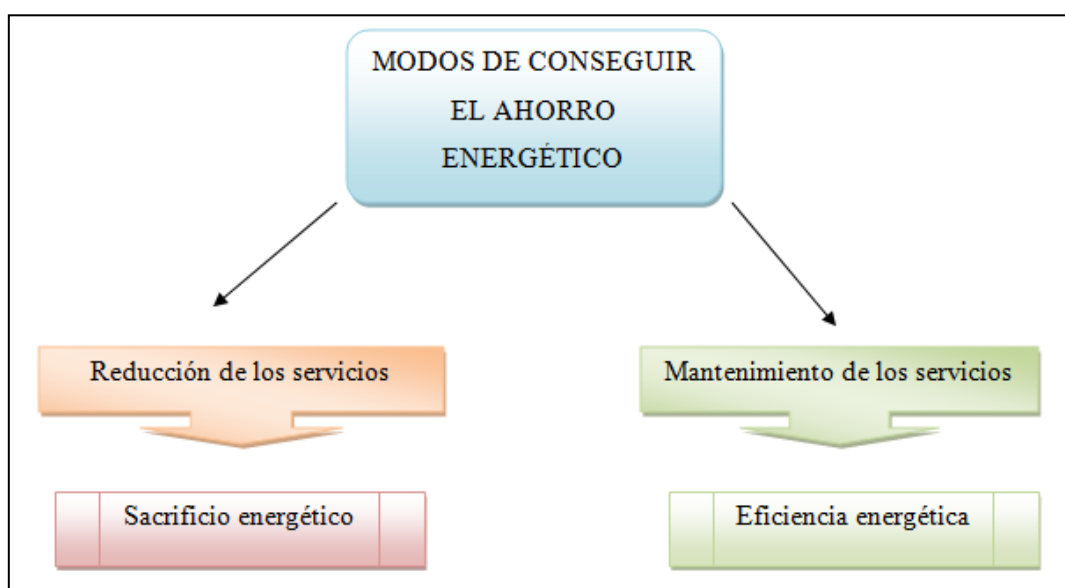 MODOS DE CONSEGUIR
EL AHORRO
ENERGÉTICO
Reducción de los servicios
Mantenimiento de los servicios
Sacrificio energético
Eficiencia energética